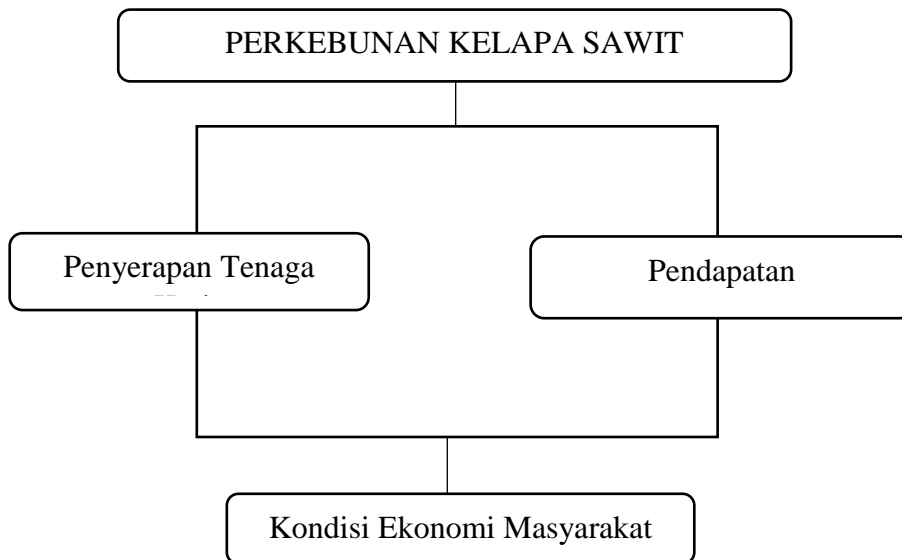 PERKEBUNAN KELAPA SAWIT
Penyerapan Tenaga
Pendapatan
Kondisi Ekonomi Masyarakat